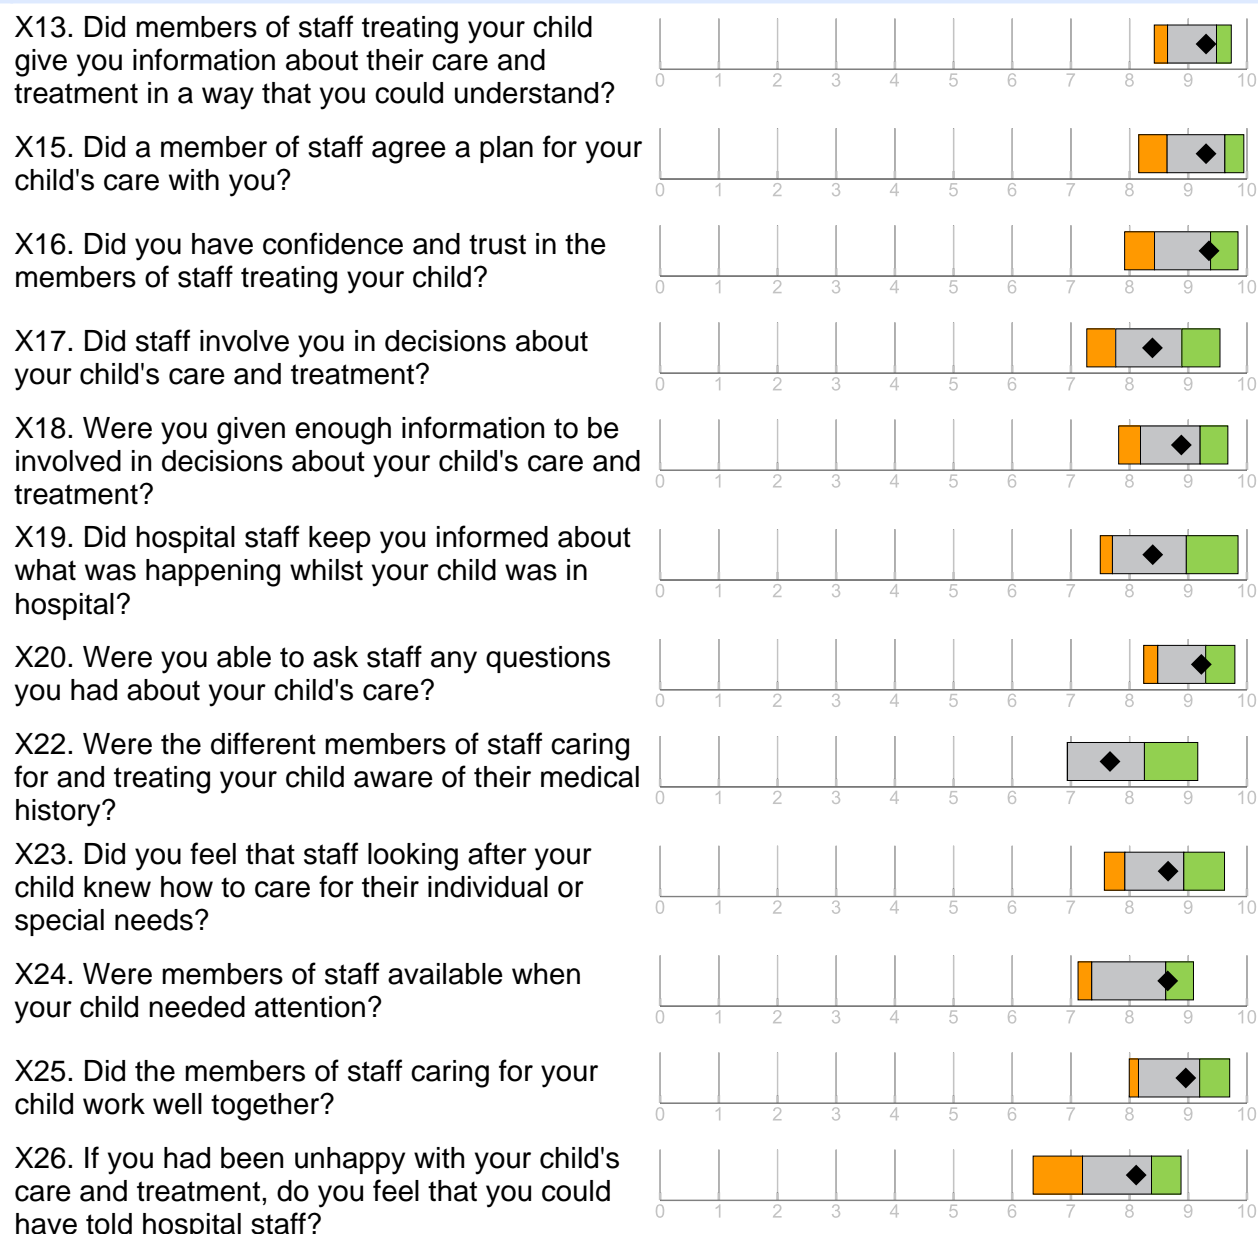 X13. Did members of staff treating your child
give you information about their care and
treatment in a way that you could understand?
0 1 2 3 4 5 6 7 8 9 10
X15. Did a member of staff agree a plan for your
child's care with you?
0 1 2 3 4 5 6 7 8 9 10
X16. Did you have confidence and trust in the
members of staff treating your child?
0 1 2 3 4 5 6 7 8 9 10
X17. Did staff involve you in decisions about
your child's care and treatment?
0 1 2 3 4 5 6 7 8 9 10
X18. Were you given enough information to be
involved in decisions about your child's care and
treatment?
0 1 2 3 4 5 6 7 8 9 10
X19. Did hospital staff keep you informed about
what was happening whilst your child was in
hospital?
0 1 2 3 4 5 6 7 8 9 10
X20. Were you able to ask staff any questions
you had about your child's care?
0 1 2 3 4 5 6 7 8 9 10
X22. Were the different members of staff caring
for and treating your child aware of their medical
history?
0 1 2 3 4 5 6 7 8 9 10
X23. Did you feel that staff looking after your
child knew how to care for their individual or
special needs?
0 1 2 3 4 5 6 7 8 9 10
X24. Were members of staff available when
your child needed attention?
0 1 2 3 4 5 6 7 8 9 10
X25. Did the members of staff caring for your
child work well together?
0 1 2 3 4 5 6 7 8 9 10
X26. If you had been unhappy with your child's
care and treatment, do you feel that you could
have told hospital staff?
0 1 2 3 4 5 6 7 8 9 10